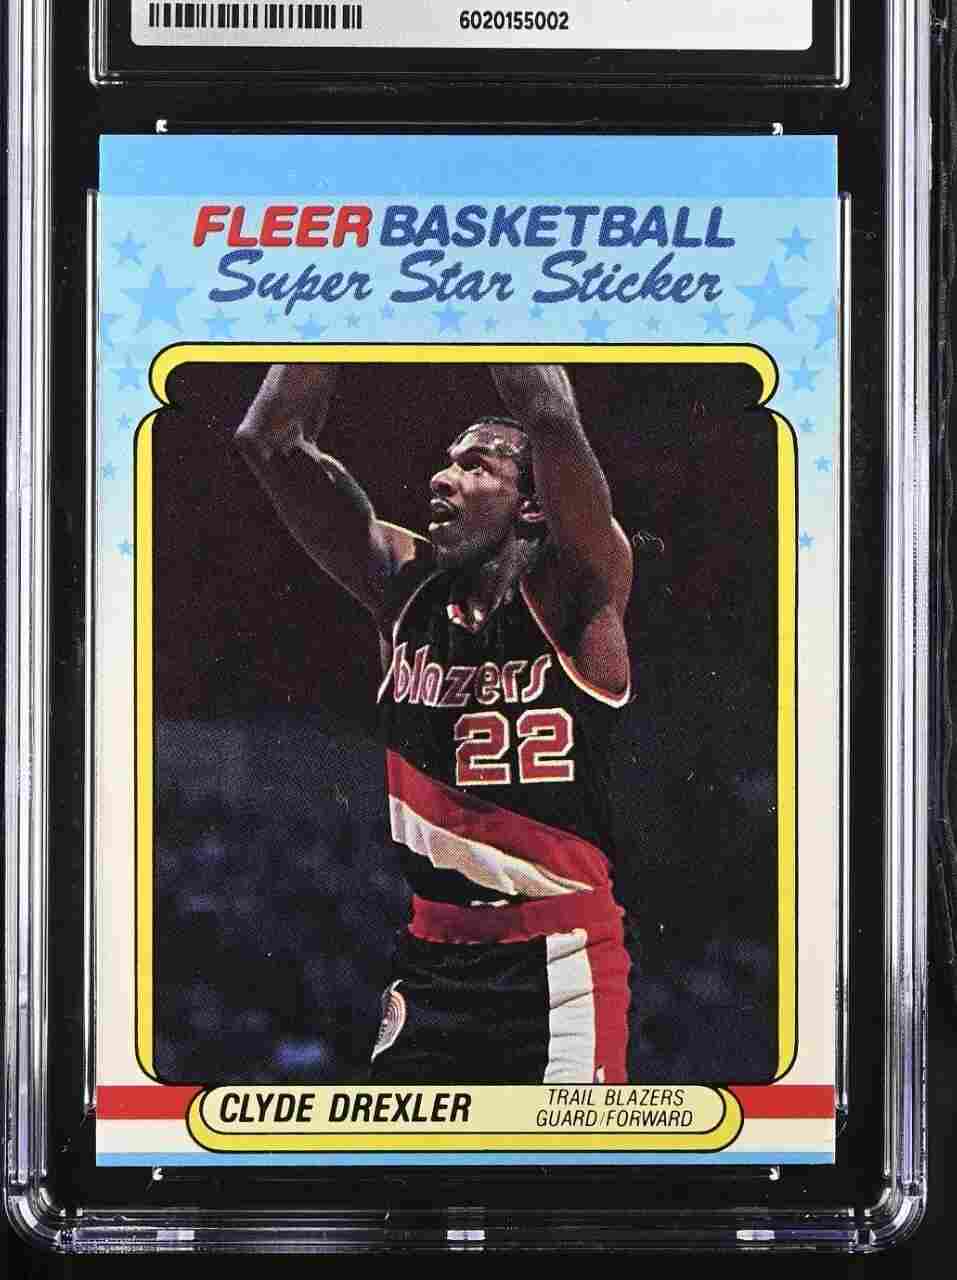 6020155002
FLEER BASKETBALL
Super Star Sticker
blazers
22
CLYDE DREXLER
TRAIL BLAZERS
GUARD/FORWARD